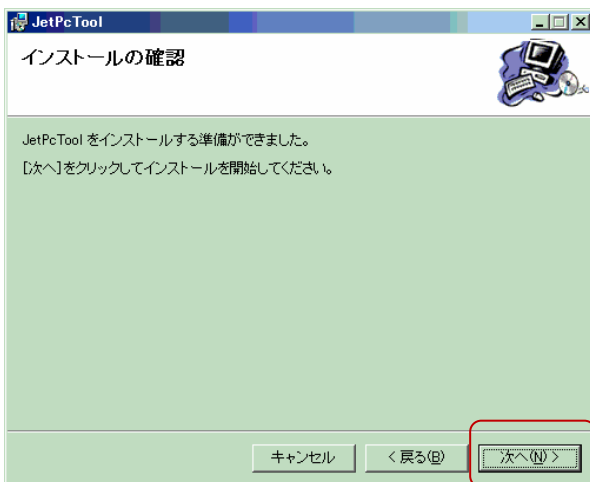 JetPcTool
インストールの確認
JetPcTool をインストールする準備ができました。
[次へ]をクリックしてインストールを開始してください。
キャンセル
< 戻る(B)
次へ(N) >